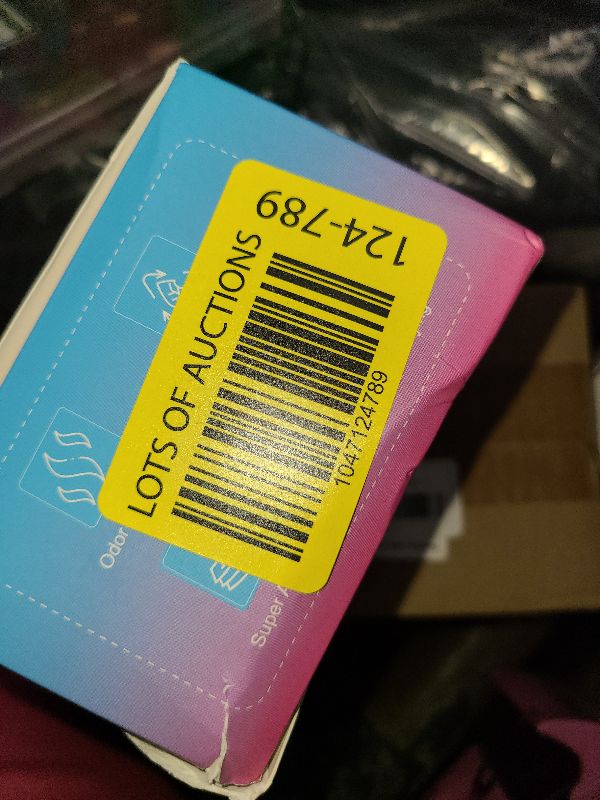 LOTS OF AUCTIONS
124-789
1047124789
Odor
Super A